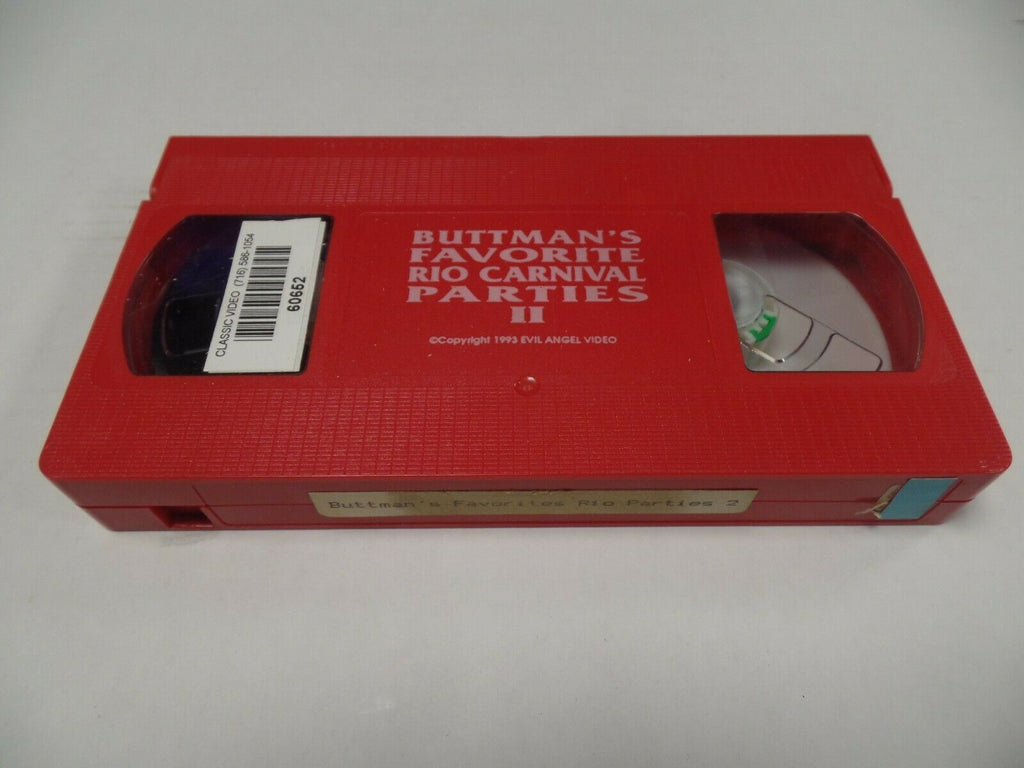 BUTTMAN'S
FAVORITE
RIO CARNIVAL
PARTIES
II
©Copyright 1993 EVIL ANGEL VIDEO
CLASSIC VIDEO (716) 586-1054
60652
Buttman's Favorites Rio Parties 2